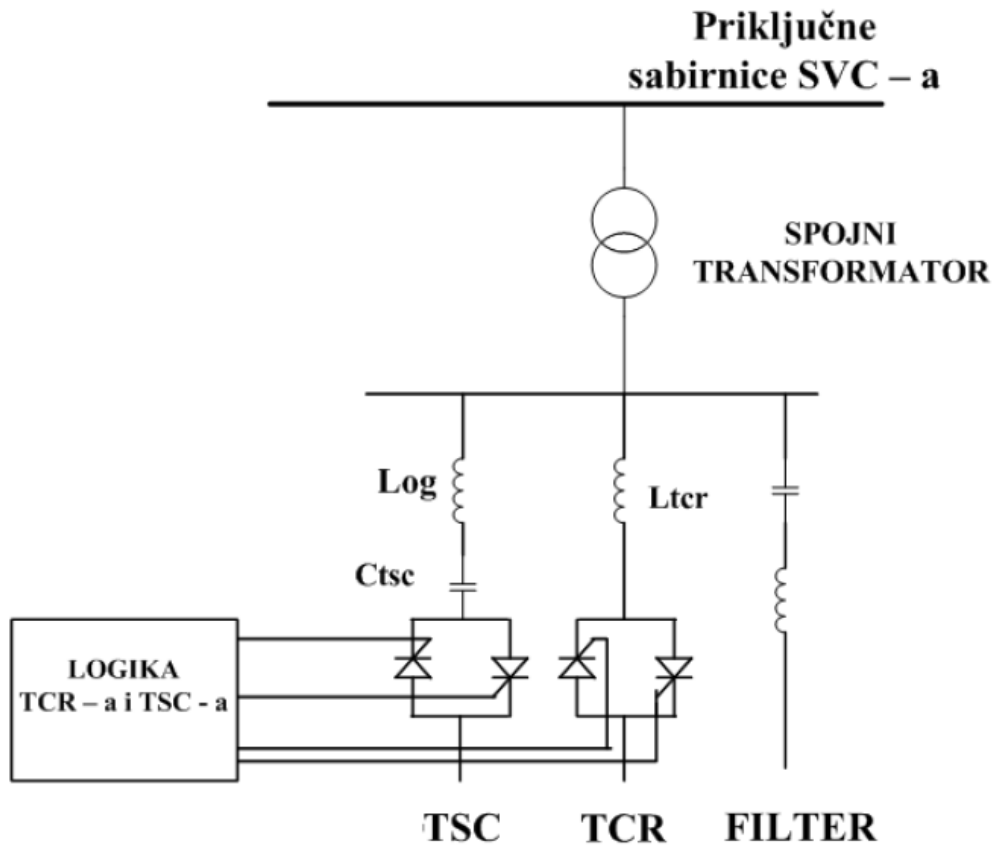 Priključne
sabirnice SVC – a
SPOJNI
TRANSFORMATOR
Log
Ltcr
Ctsc
LOGIKA
TCR – a i TSC - a
TSC
TCR
FILTER